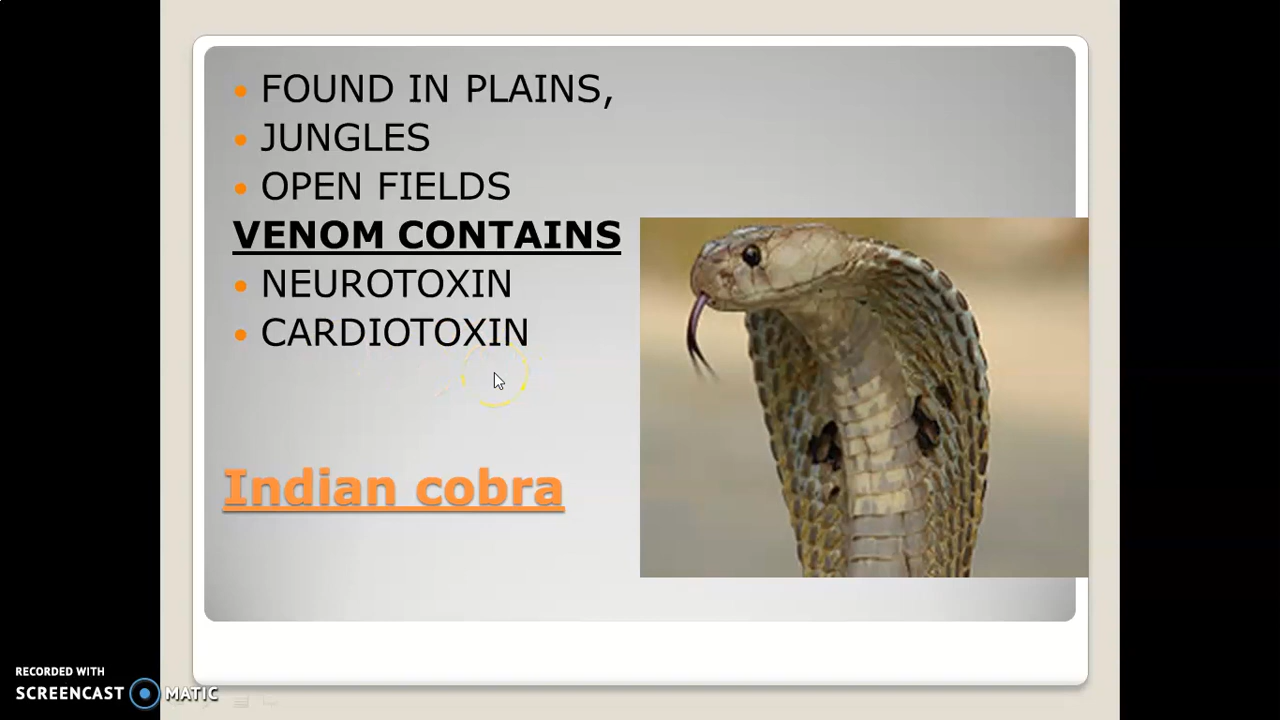 FOUND IN PLAINS,
JUNGLES
OPEN FIELDS
VENOM CONTAINS
NEUROTOXIN
CARDIOTOXIN
Indian cobra
RECORDED WITH
SCREENCAST MATIC